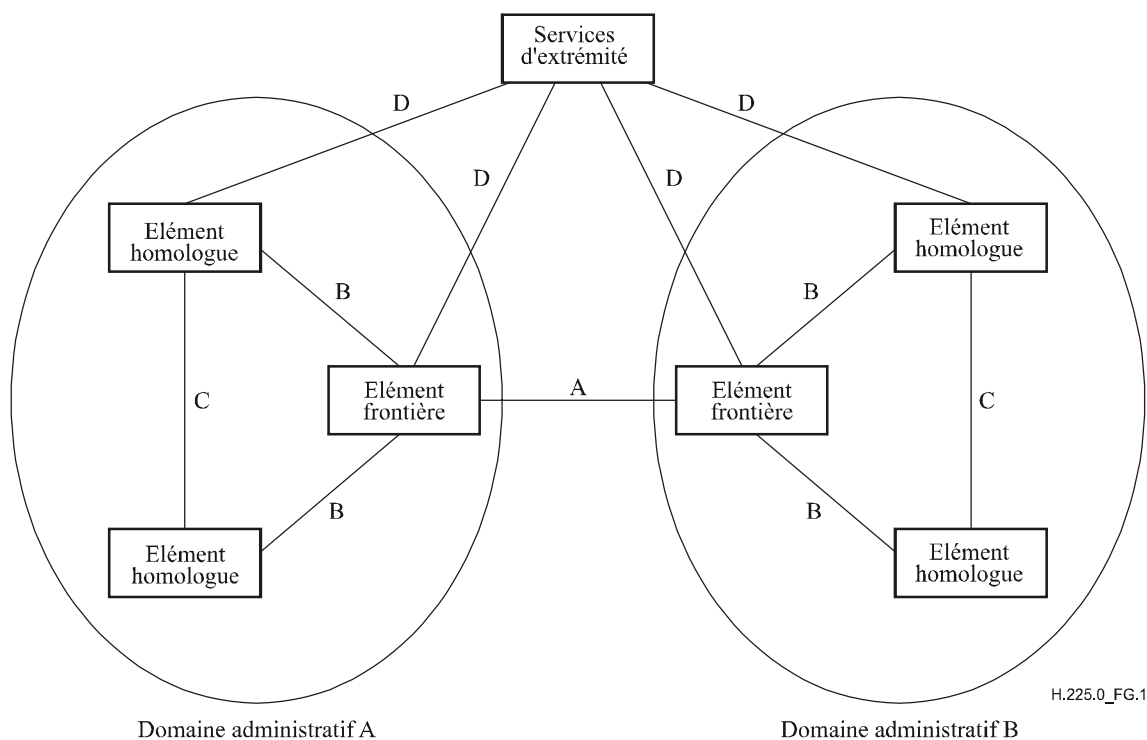 Services
d'extrémité
D
D
D
D
Elément
homologue
Elément
homologue
B
B
Elément
frontière
A
Elément
frontière
C
C
B
B
Elément
homologue
Elément
homologue
H.225.0_FG.1
Domaine administratif A
Domaine administratif B